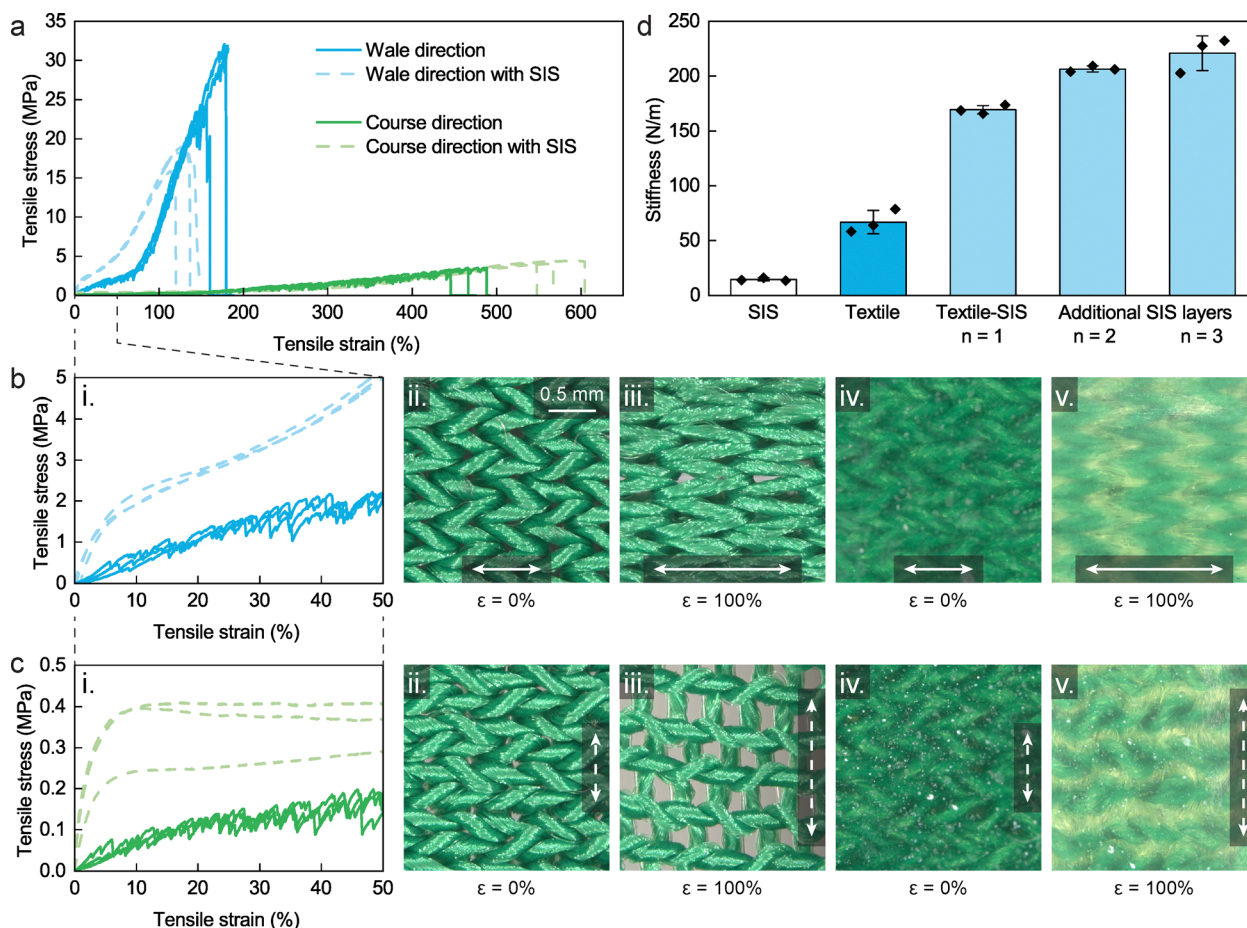 a
35
30
25
20
15
10
5
0
Tensile stress (MPa)
Wale direction
Wale direction with SIS
Course direction
Course direction with SIS
0 100 200 300 400 500 600
Tensile strain (%)
d
250
200
150
100
50
0
Stiffness (N/m)
SIS Textile Textile-SIS Additional SIS layers
n = 1 n = 2 n = 3
b
i.
5
4
3
2
1
0
Tensile stress (MPa)
0 10 20 30 40 50
Tensile strain (%)
ii.
0.5 mm
ε = 0%
iii.
ε = 100%
iv.
ε = 0%
v.
ε = 100%
c
i.
0.5
0.4
0.3
0.2
0.1
0.0
Tensile stress (MPa)
0 10 20 30 40 50
Tensile strain (%)
ii.
ε = 0%
iii.
ε = 100%
iv.
ε = 0%
v.
ε = 100%